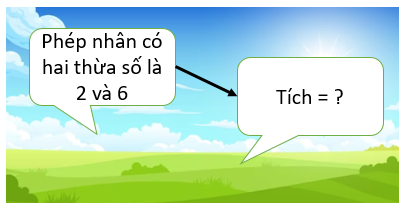 Phép nhân có
hai thừa số là
2 và 6
Tích = ?